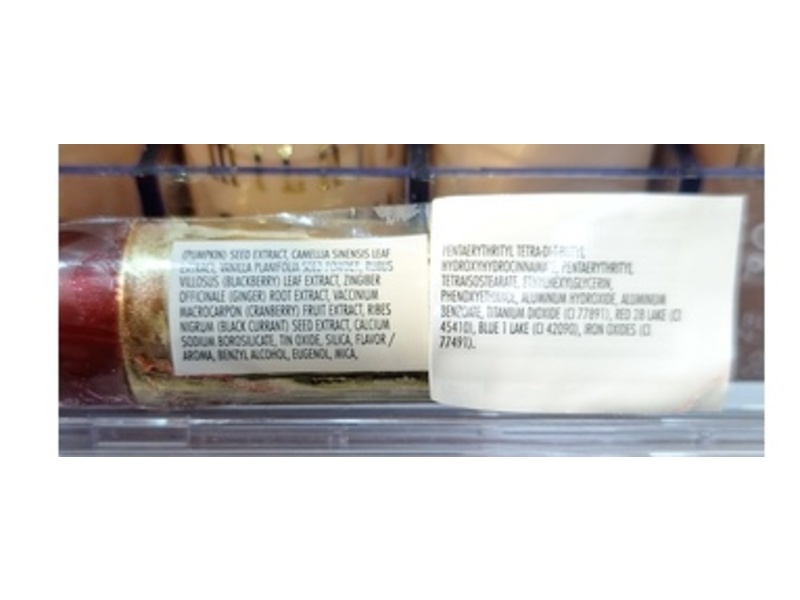 (PUMPKIN) SEED EXTRACT, CAMELLIA SINENSIS LEAF
EXTRACT, VANILLA PLANIFOLIA SEED POWDER, RUBUS
VILLOSUS (BLACKBERRY) LEAF EXTRACT, ZINGIBER
OFFICINALE (GINGER) ROOT EXTRACT, VACCINIUM
MACROCARPON (CRANBERRY) FRUIT EXTRACT, RIBES
NIGRUM (BLACK CURRANT) SEED EXTRACT, CALCIUM
SODIUM BOROSILICATE, TIN OXIDE, SILICA, FLAVOR /
AROMA, BENZYL ALCOHOL, EUGENOL, MICA,
PENTAERYTHRITYL TETRA-DI-T-BUTYL
HYDROXYHYDROCINNAMATE, PENTAERYTHRITYL
TETRAISOSTEARATE, ETHYLHEXYLGLYCERIN,
PHENOXYETHANOL, ALUMINUM HYDROXIDE, ALUMINUM
BENZOATE, TITANIUM DIOXIDE (CI 77891), RED 28 LAKE (CI
45410), BLUE 1 LAKE (CI 42090), IRON OXIDES (CI
77491).